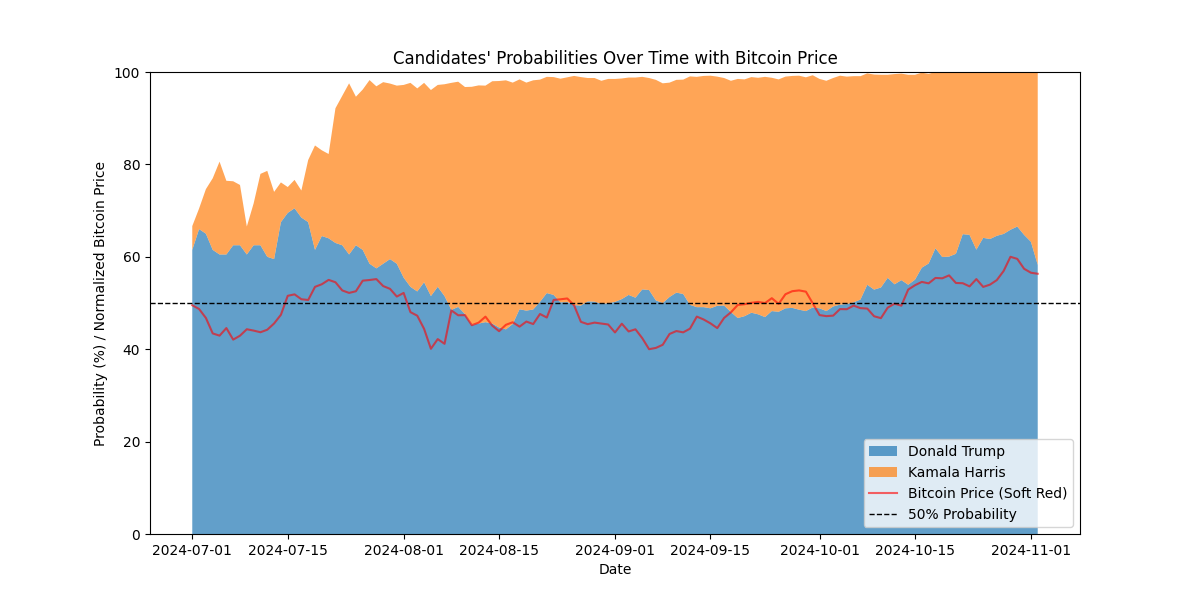 Candidates' Probabilities Over Time with Bitcoin Price
Probability (%) / Normalized Bitcoin Price
100
80
60
40
20
0
Donald Trump
Kamala Harris
Bitcoin Price (Soft Red)
50% Probability
2024-07-01 2024-07-15 2024-08-01 2024-08-15 2024-09-01 2024-09-15 2024-10-01 2024-10-15 2024-11-01
Date